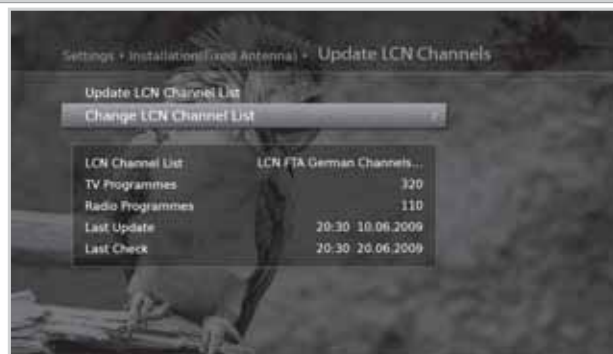 Settings • Installation(Fixed Antenna) • Update LCN Channels
Update LCN Channel List
Change LCN Channel List
LCN Channel List LCN FTA German Channels...
TV Programmes 320
Radio Programmes 110
Last Update 20:30 10.06.2009
Last Check 20:30 20.06.2009